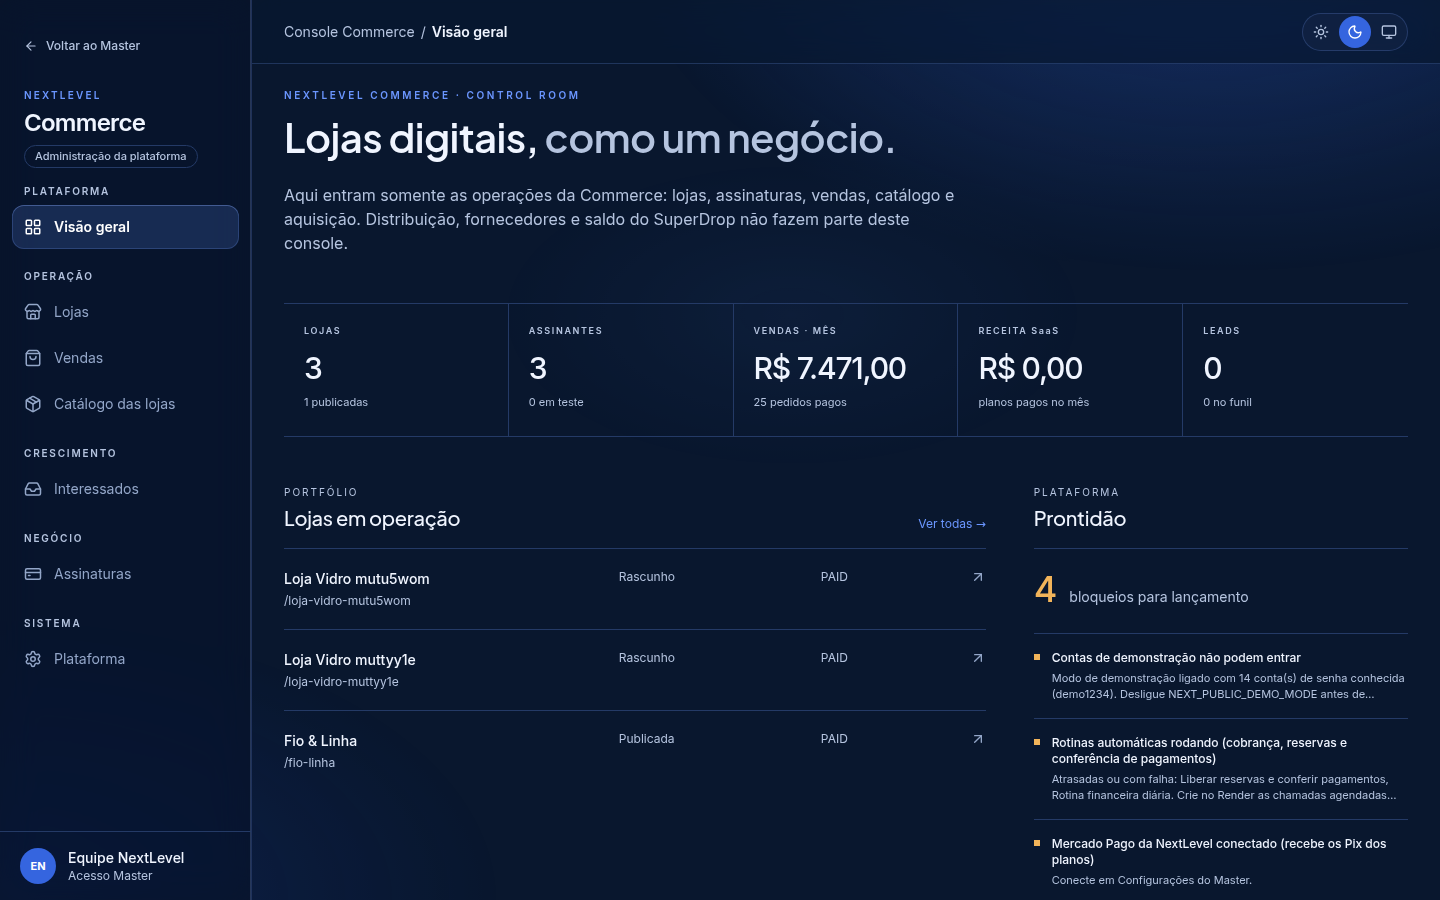 Voltar ao Master
NEXTLEVEL
Commerce
Administração da plataforma
PLATAFORMA
Visão geral
OPERAÇÃO
Lojas
Vendas
Catálogo das lojas
CRESCIMENTO
Interessados
NEGÓCIO
Assinaturas
SISTEMA
Plataforma
EN
Equipe NextLevel
Acesso Master
Console Commerce / Visão geral
NEXTLEVEL COMMERCE · CONTROL ROOM
Lojas digitais, como um negócio.
Aqui entram somente as operações da Commerce: lojas, assinaturas, vendas, catálogo e
aquisição. Distribuição, fornecedores e saldo do SuperDrop não fazem parte deste
console.
LOJAS
3
1 publicadas
ASSINANTES
3
0 em teste
VENDAS · MÊS
R$ 7.471,00
25 pedidos pagos
RECEITA SaaS
R$ 0,00
planos pagos no mês
LEADS
0
0 no funil
PORTFÓLIO
Lojas em operação
Ver todas →
Loja Vidro mutu5wom
/loja-vidro-mutu5wom
Rascunho
PAID
Loja Vidro muttyy1e
/loja-vidro-muttyy1e
Rascunho
PAID
Fio & Linha
/fio-linha
Publicada
PAID
PLATAFORMA
Prontidão
4 bloqueios para lançamento
Contas de demonstração não podem entrar
Modo de demonstração ligado com 14 conta(s) de senha conhecida
(demo1234). Desligue NEXT_PUBLIC_DEMO_MODE antes de...
Rotinas automáticas rodando (cobrança, reservas e
conferência de pagamentos)
Atrasadas ou com falha: Liberar reservas e conferir pagamentos,
Rotina financeira diária. Crie no Render as chamadas agendadas...
Mercado Pago da NextLevel conectado (recebe os Pix dos
planos)
Conecte em Configurações do Master.